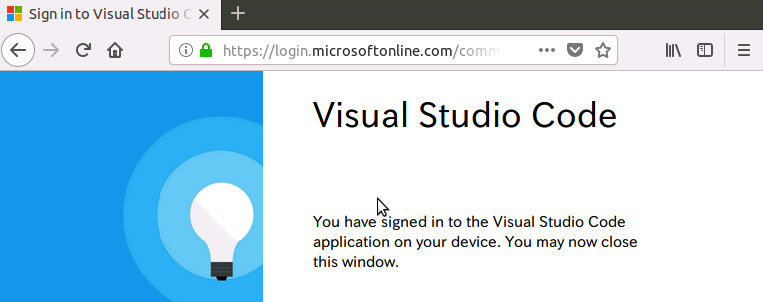 Sign in to Visual Studio C
https://login.microsoftonline.com/comm
Visual Studio Code
You have signed in to the Visual Studio Code
application on your device. You may now close
this window.